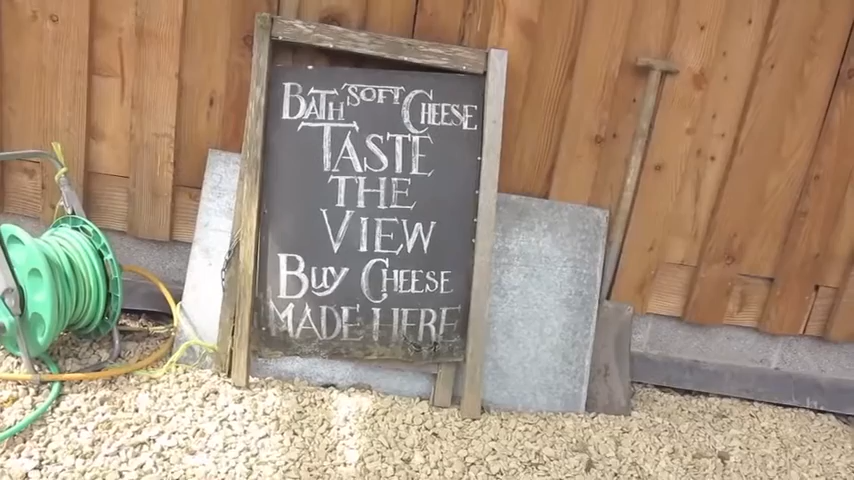 BATH SOFT CHEESE
TASTE
THE
VIEW
BUY CHEESE
MADE HERE